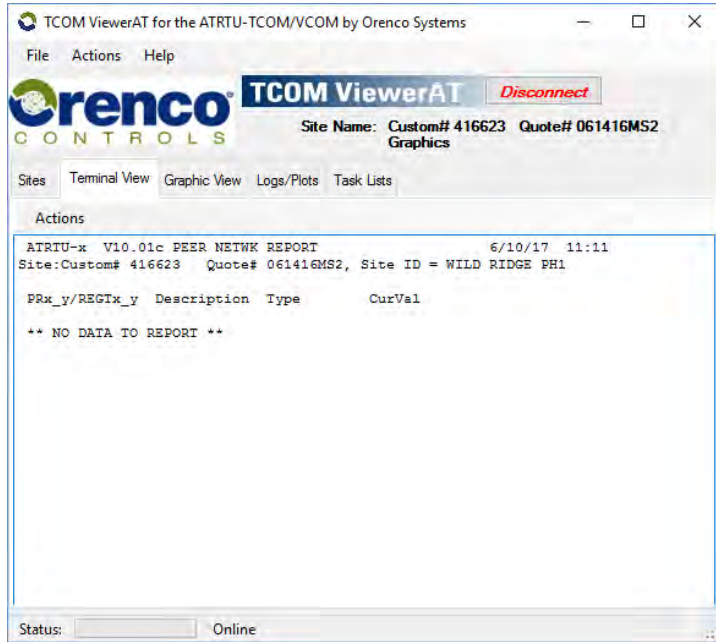 TCOM ViewerAT for the ATRTU-TCOM/VCOM by Orenco Systems
File Actions Help
Orenco
CONTROLS
TCOM ViewerAT
Disconnect
Site Name: Custom# 416623 Quote# 061416MS2
Graphics
Sites Terminal View Graphic View Logs/Plots Task Lists
Actions
ATRTU-x V10.01c PEER NETWK REPORT 6/10/17 11:11
Site:Custom# 416623 Quote# 061416MS2, Site ID = WILD RIDGE PH1
PRx_y/REGTx_y Description Type CurVal
** NO DATA TO REPORT **
Status: Online